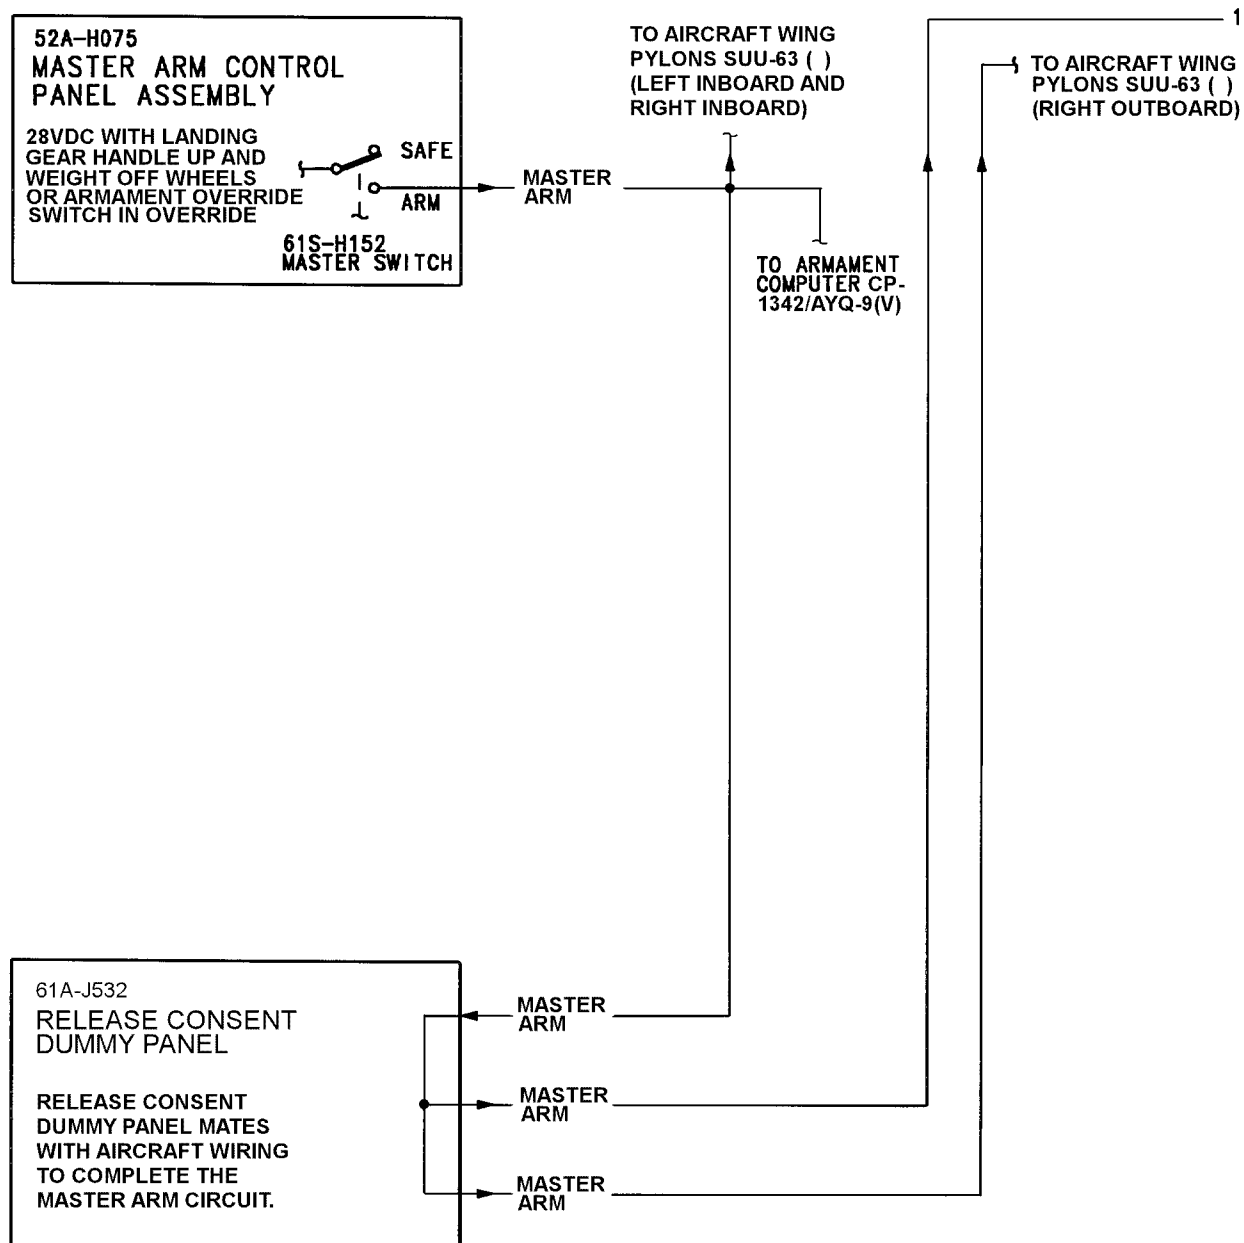 52A-H075
MASTER ARM CONTROL
PANEL ASSEMBLY
28VDC WITH LANDING
GEAR HANDLE UP AND
WEIGHT OFF WHEELS
OR ARMAMENT OVERRIDE
SWITCH IN OVERRIDE
SAFE
ARM
61S-H152
MASTER SWITCH
MASTER
ARM
TO AIRCRAFT WING
PYLONS SUU-63 ( )
(LEFT INBOARD AND
RIGHT INBOARD)
TO ARMAMENT
COMPUTER CP-
1342/AYQ-9(V)
1
TO AIRCRAFT WING
PYLONS SUU-63 ( )
(RIGHT OUTBOARD)
61A-J532
RELEASE CONSENT
DUMMY PANEL
RELEASE CONSENT
DUMMY PANEL MATES
WITH AIRCRAFT WIRING
TO COMPLETE THE
MASTER ARM CIRCUIT.
MASTER
ARM
MASTER
ARM
MASTER
ARM